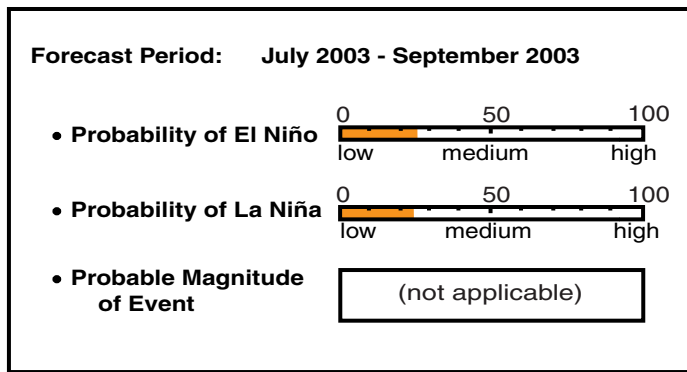 Forecast Period: July 2003 - September 2003
0 50 100
• Probability of El Niño
low medium high
0 50 100
• Probability of La Niña
low medium high
• Probable Magnitude
of Event
(not applicable)